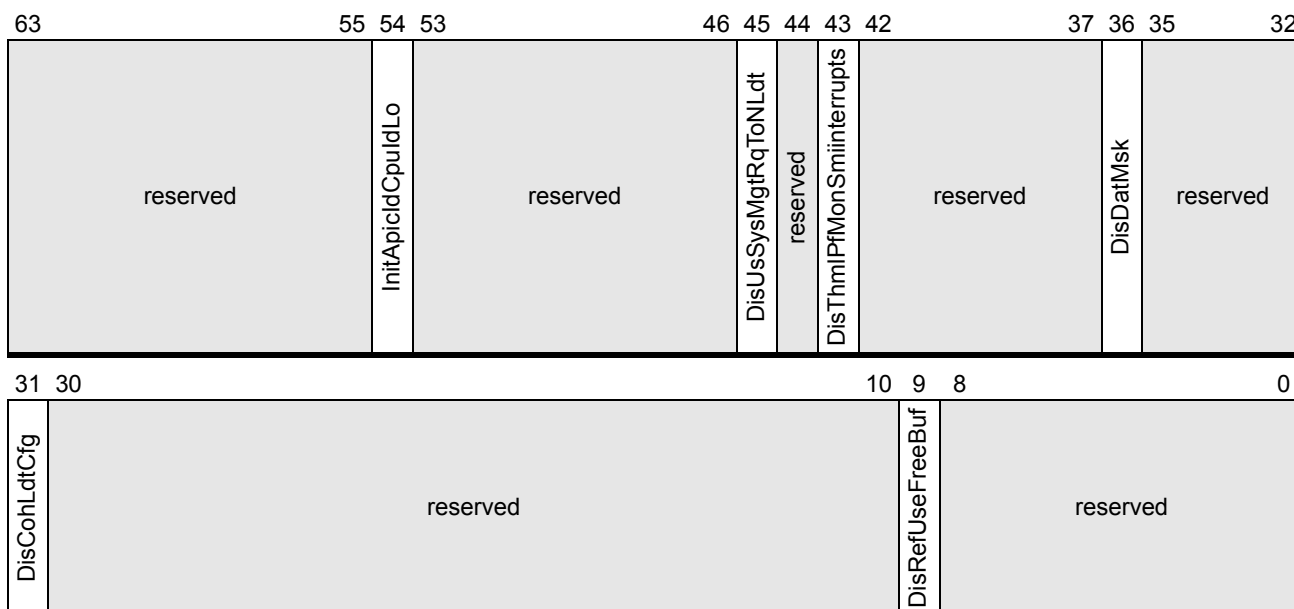 63 55 54 53 46 45 44 43 42 37 36 35 32
reserved
InitApicIdCpuIdLo
reserved
DisUsSysMgtRqToNLdt
reserved
DisThmlPfMonSmiinterrupts
reserved
DisDatMsk
reserved
31 30 10 9 8 0
DisCohLdtCfg
reserved
DisRefUseFreeBuf
reserved